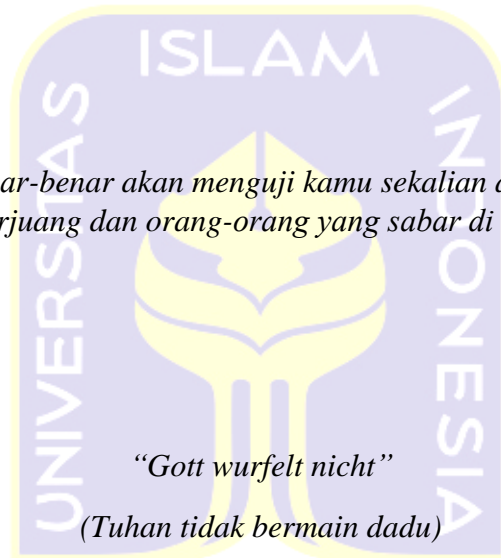 ISLAM
UNIVERSITAS
INDONESIA
ar-benar akan menguji kamu sekalian
rjuang dan orang-orang yang sabar di
“Gott wurfelt nicht”
(Tuhan tidak bermain dadu)